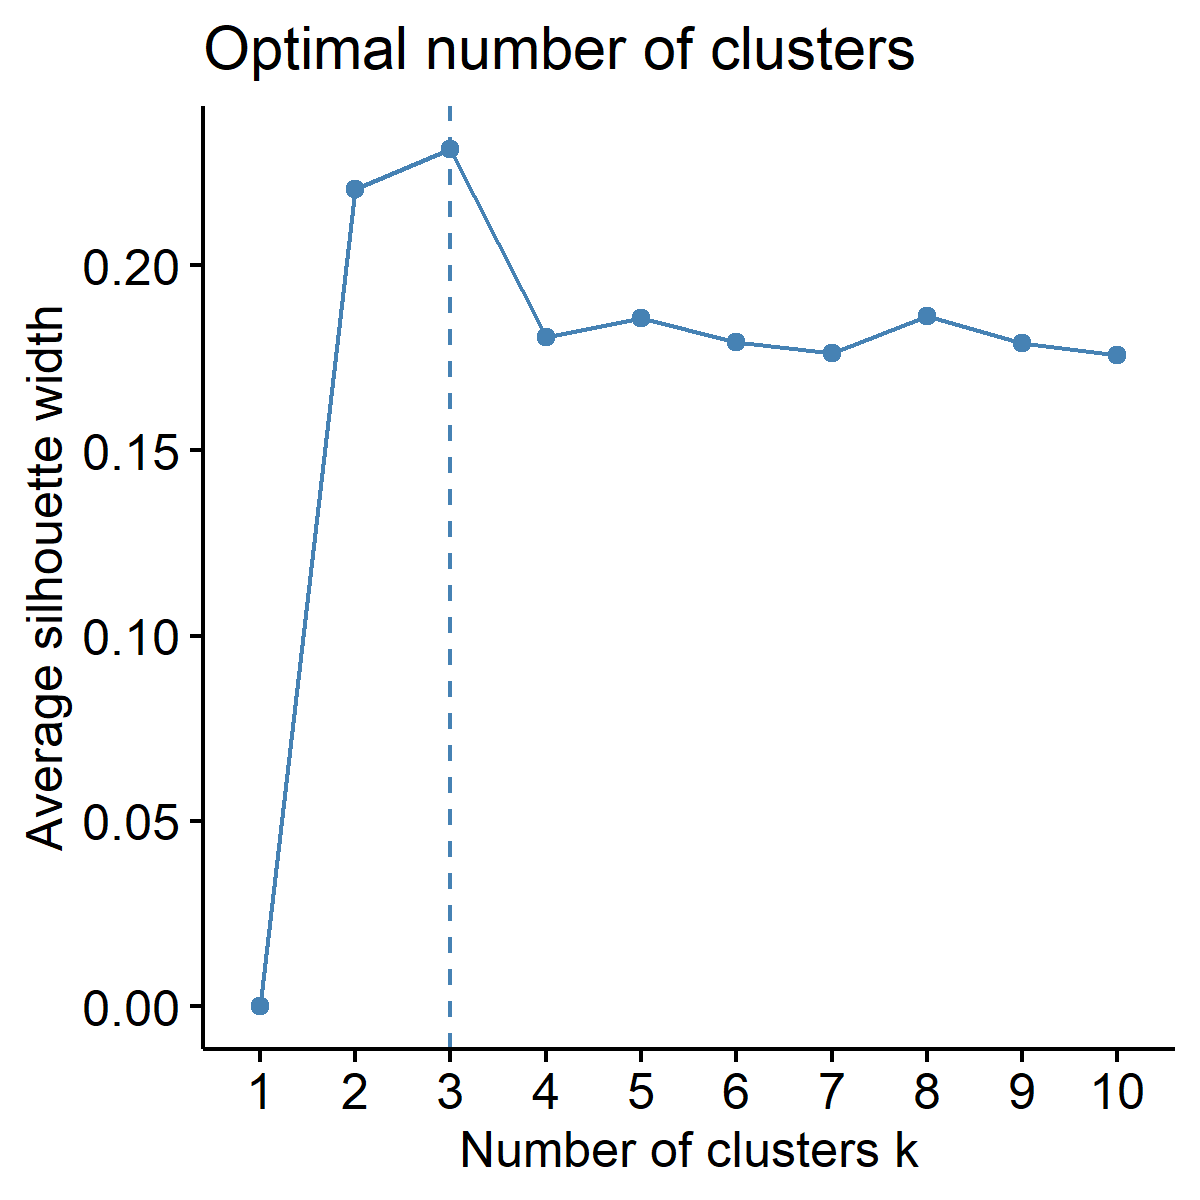 Optimal number of clusters
Average silhouette width
0.20
0.15
0.10
0.05
0.00
1 2 3 4 5 6 7 8 9 10
Number of clusters k